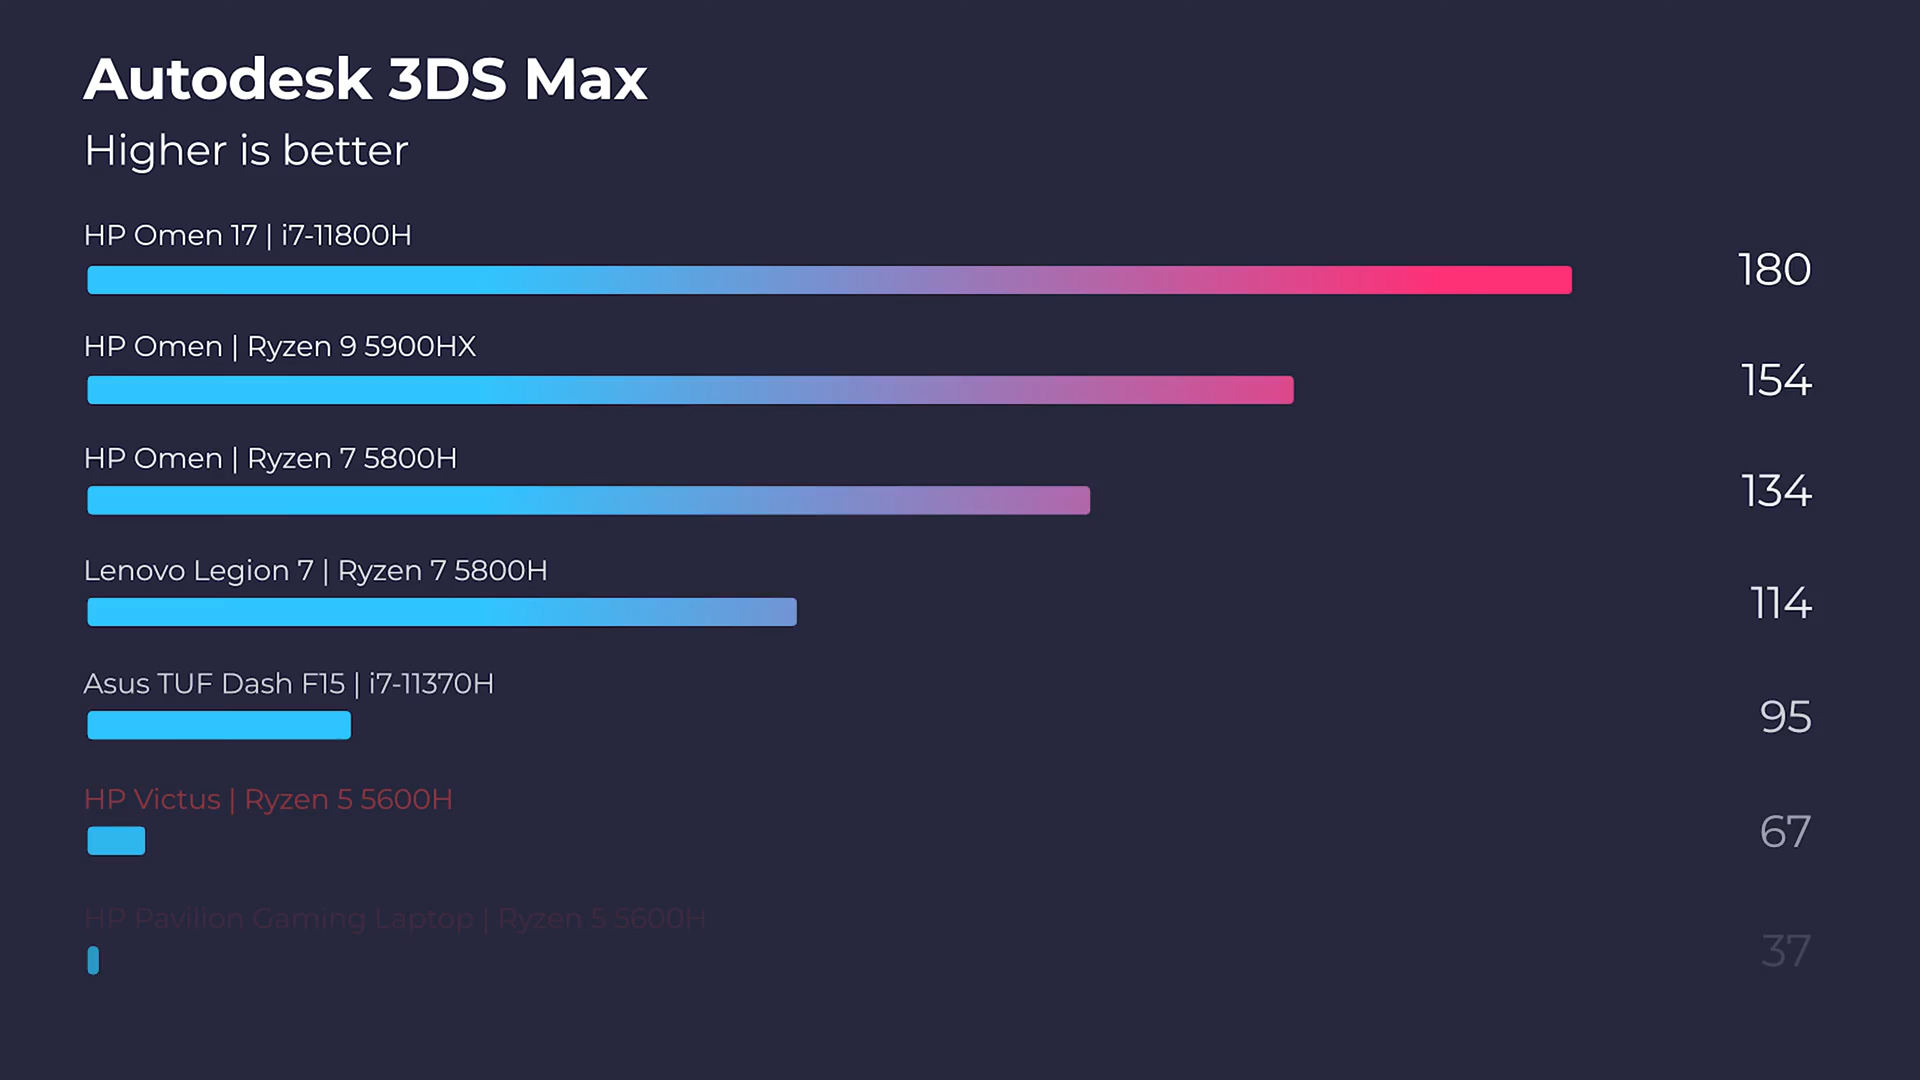 Autodesk 3DS Max
Higher is better
HP Omen 17 | i7-11800H
180
HP Omen | Ryzen 9 5900HX
154
HP Omen | Ryzen 7 5800H
134
Lenovo Legion 7 | Ryzen 7 5800H
114
Asus TUF Dash F15 | i7-11370H
95
HP Victus | Ryzen 5 5600H
67
HP Pavilion Gaming Laptop | Ryzen 5 5600H
37